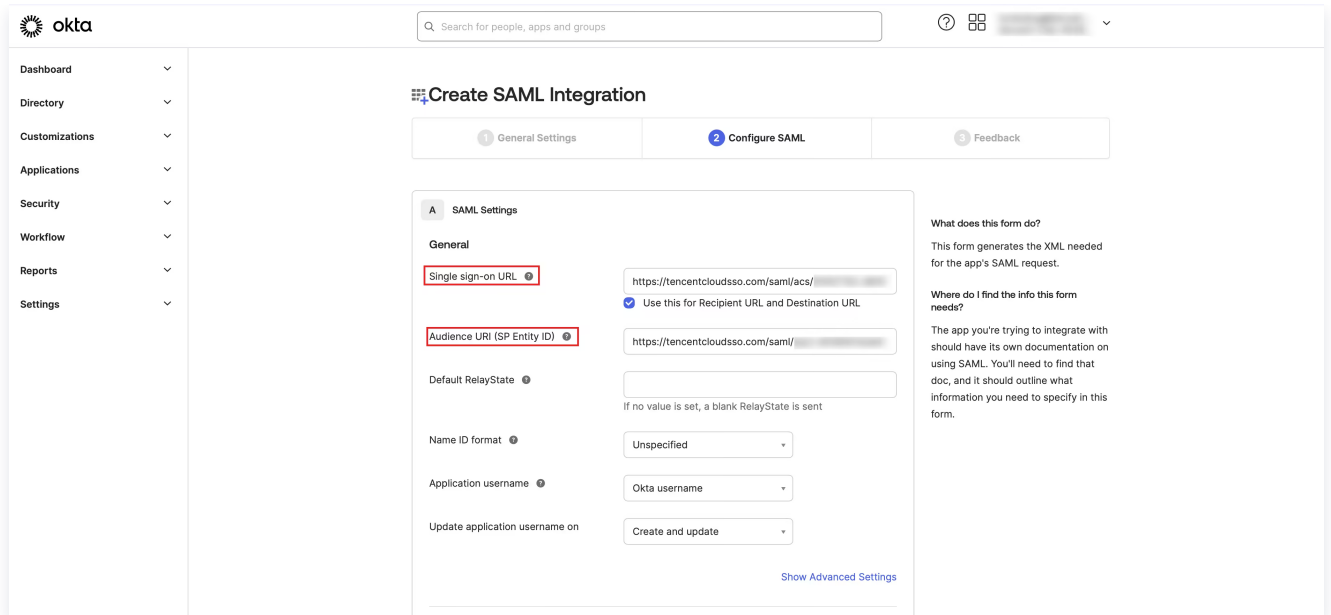 okta
Search for people, apps and groups
Dashboard
Directory
Customizations
Applications
Security
Workflow
Reports
Settings
Create SAML Integration
1 General Settings
2 Configure SAML
3 Feedback
A SAML Settings
General
Single sign-on URL
https://tencentcloudsso.com/saml/acs/
Use this for Recipient URL and Destination URL
Audience URI (SP Entity ID)
https://tencentcloudsso.com/saml/
Default RelayState
If no value is set, a blank RelayState is sent
Name ID format
Unspecified
Application username
Okta username
Update application username on
Create and update
Show Advanced Settings
What does this form do?
This form generates the XML needed
for the app's SAML request.
Where do I find the info this form
needs?
The app you're trying to integrate with
should have its own documentation on
using SAML. You'll need to find that
doc, and it should outline what
information you need to specify in this
form.